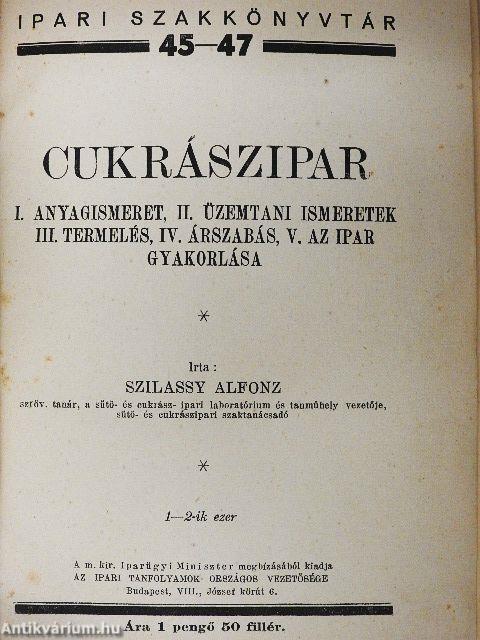 IPARI SZAKKÖNYVTÁR
45—47
CUKRÁSZIPAR
I. ANYAGISMERET, II. ÜZEMTANI ISMERETEK
III. TERMELÉS, IV. ÁRSZABÁS, V. AZ IPAR
GYAKORLÁSA
*
Irta :
SZILASSY ALFONZ
szföv. tanár, a sütő- és cukrász- ipari laboratórium és tanműhely vezetője,
sütő- és cukrászipari szaktanácsadó
*
1—2-ik ezer
A m. kir. Iparügyi Miniszter megbízásából kiadja
AZ IPARI TANFOLYAMOK ORSZÁGOS VEZETŐSÉGE
Budapest, VIII., József körút 6.
Ára 1 pengő 50 fillér.
Antikvárium.hu